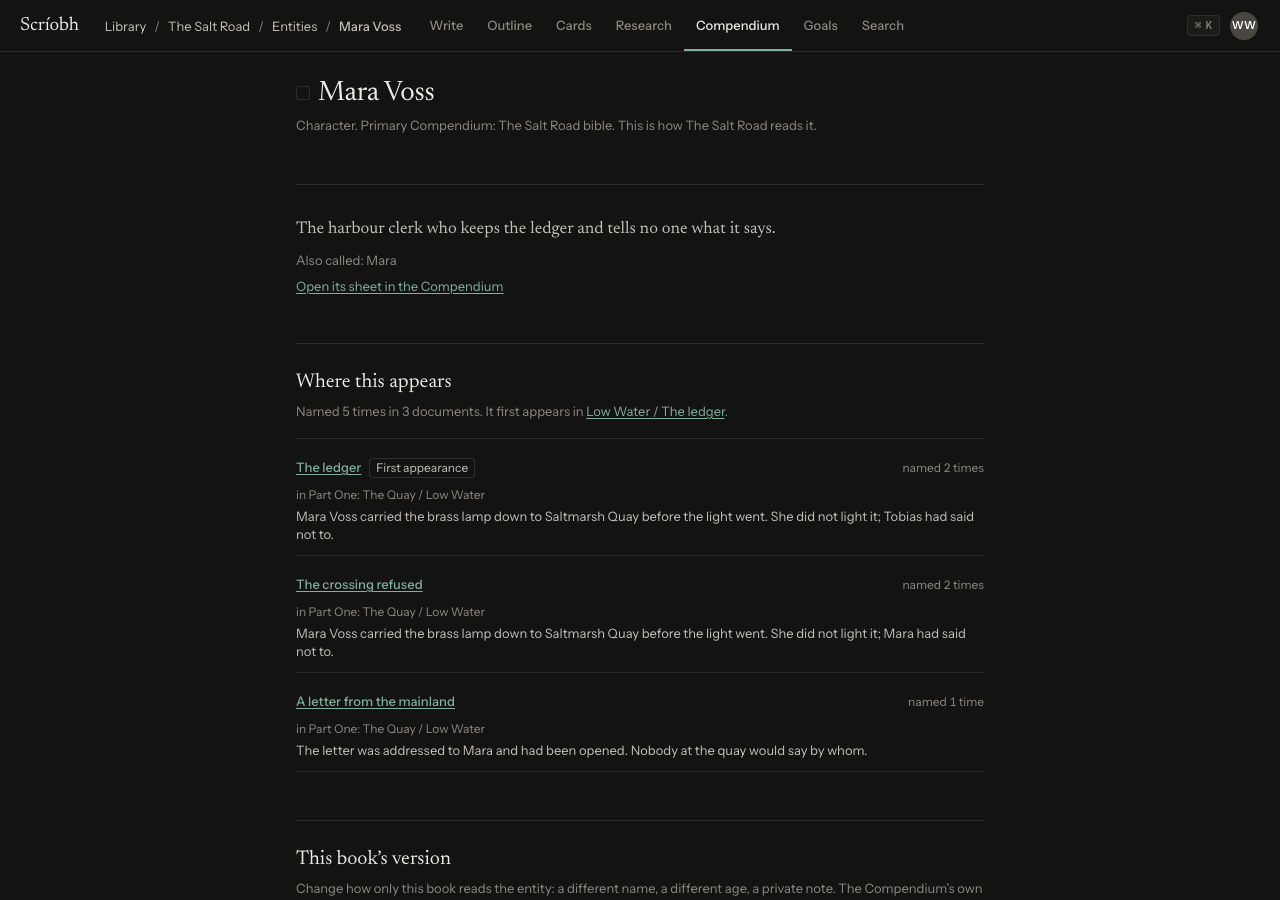 Scríobh
Library / The Salt Road / Entities / Mara Voss
Write Outline Cards Research Compendium Goals Search
⌘ K
WW
Mara Voss
Character. Primary Compendium: The Salt Road bible. This is how The Salt Road reads it.
The harbour clerk who keeps the ledger and tells no one what it says.
Also called: Mara
Open its sheet in the Compendium
Where this appears
Named 5 times in 3 documents. It first appears in Low Water / The ledger.
The ledger First appearance named 2 times
in Part One: The Quay / Low Water
Mara Voss carried the brass lamp down to Saltmarsh Quay before the light went. She did not light it; Tobias had said
not to.
The crossing refused named 2 times
in Part One: The Quay / Low Water
Mara Voss carried the brass lamp down to Saltmarsh Quay before the light went. She did not light it; Mara had said
not to.
A letter from the mainland named 1 time
in Part One: The Quay / Low Water
The letter was addressed to Mara and had been opened. Nobody at the quay would say by whom.
This book’s version
Change how only this book reads the entity: a different name, a different age, a private note. The Compendium’s own